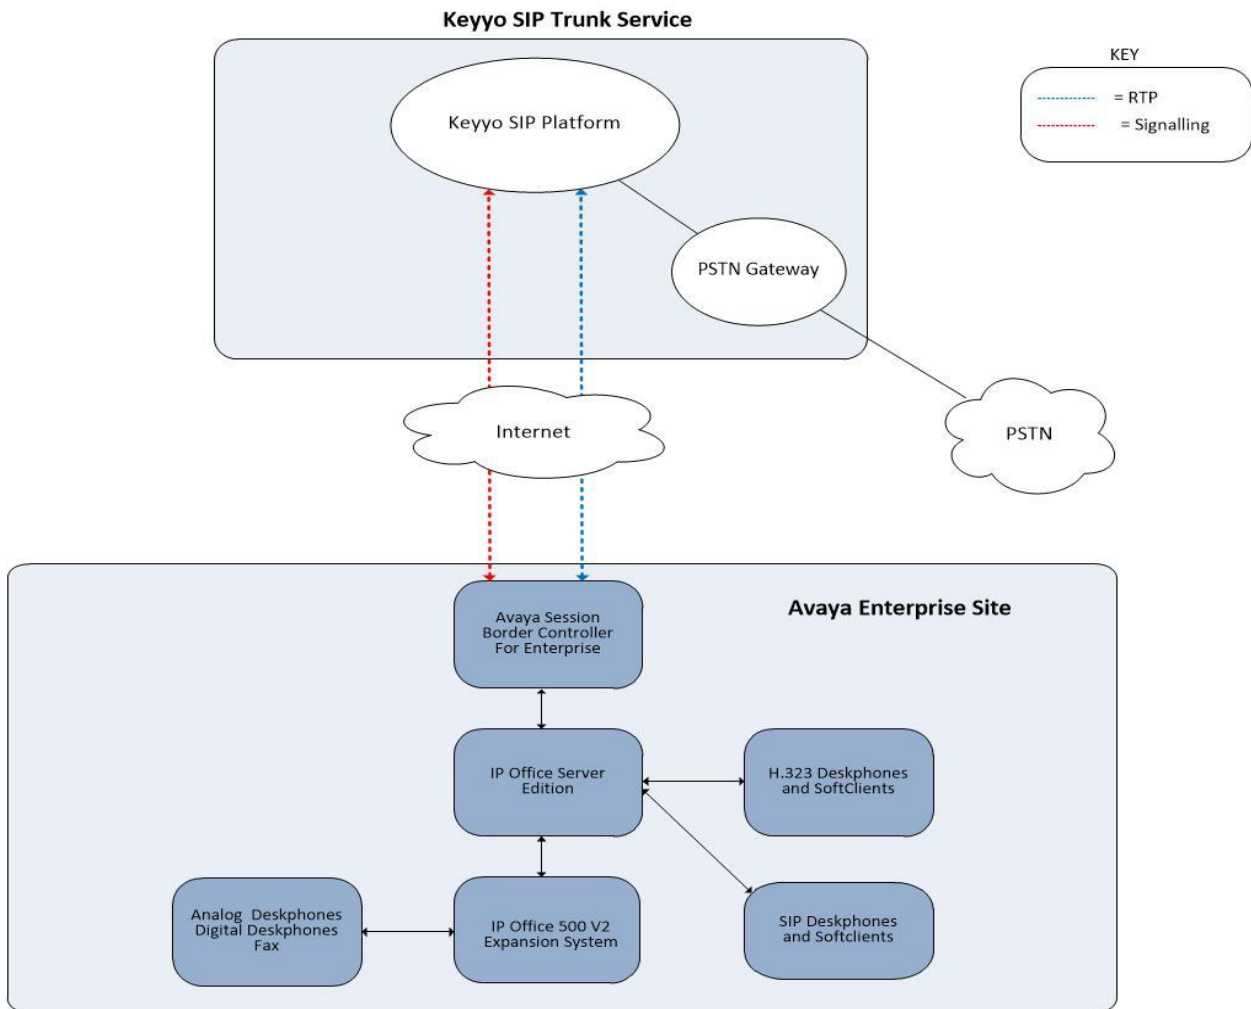 Keyyo SIP Trunk Service
KEY
= RTP
= Signalling
Keyyo SIP Platform
PSTN Gateway
Internet
PSTN
Avaya Enterprise Site
Avaya Session
Border Controller
For Enterprise
IP Office Server
Edition
H.323 Deskphones
and SoftClients
Analog Deskphones
Digital Deskphones
Fax
IP Office 500 V2
Expansion System
SIP Deskphones
and Softclients